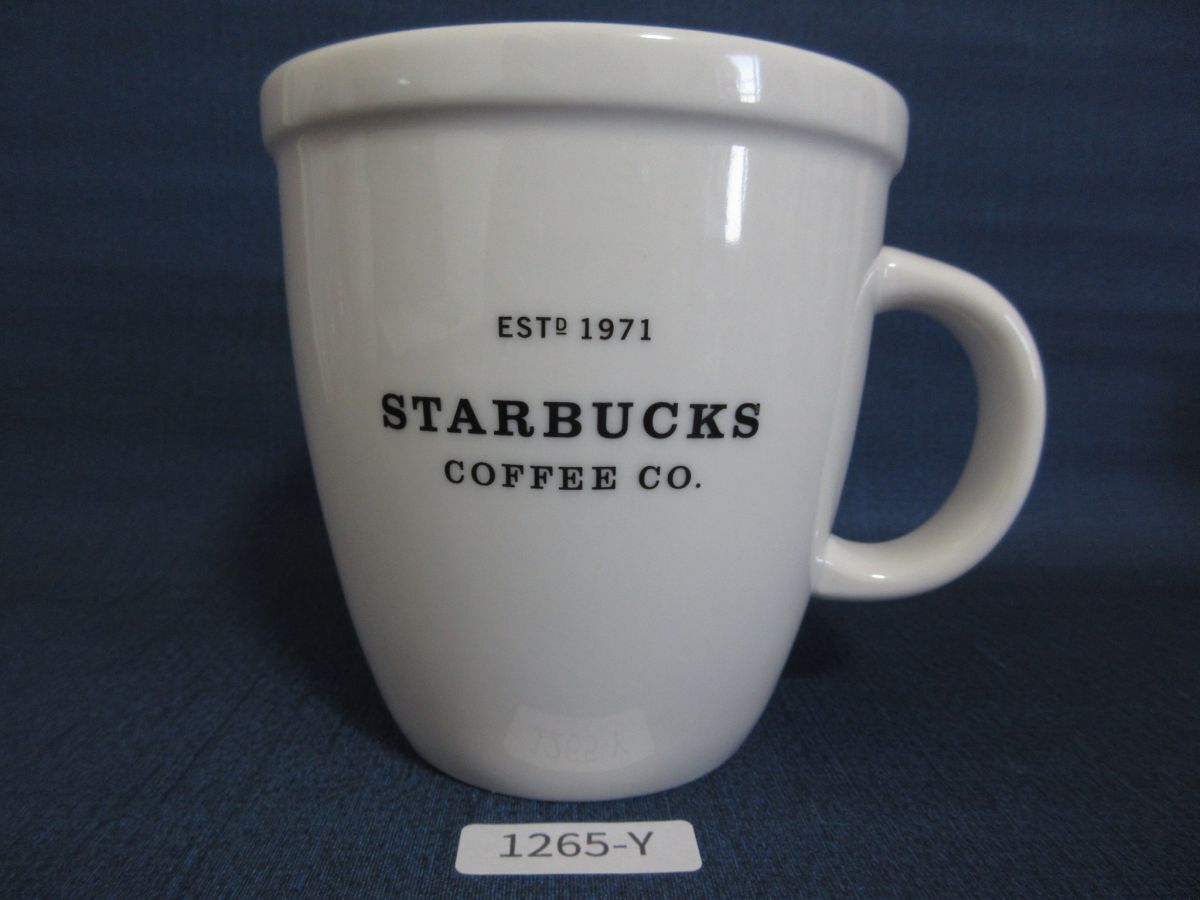 ESTᴰ 1971
STARBUCKS
COFFEE CO.
1265-Y